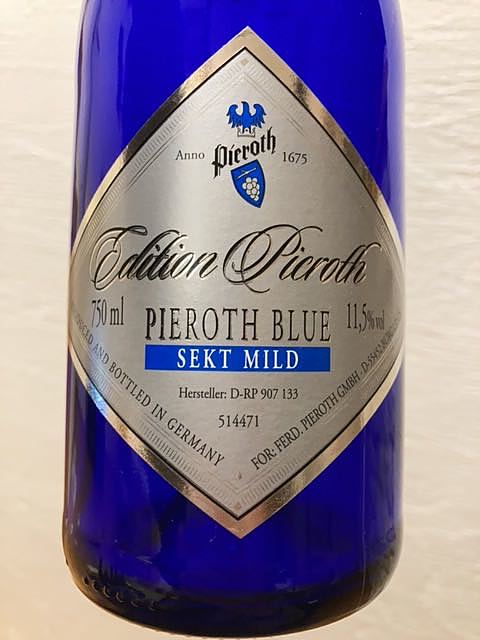 Anno Pieroth 1675
Edition Pieroth
750 ml PIEROTH BLUE 11,5% vol
SEKT MILD
Hersteller: D-RP 907 133
514471
AND BOTTLED IN GERMANY
FOR: FERD. PIEROTH GMBH -